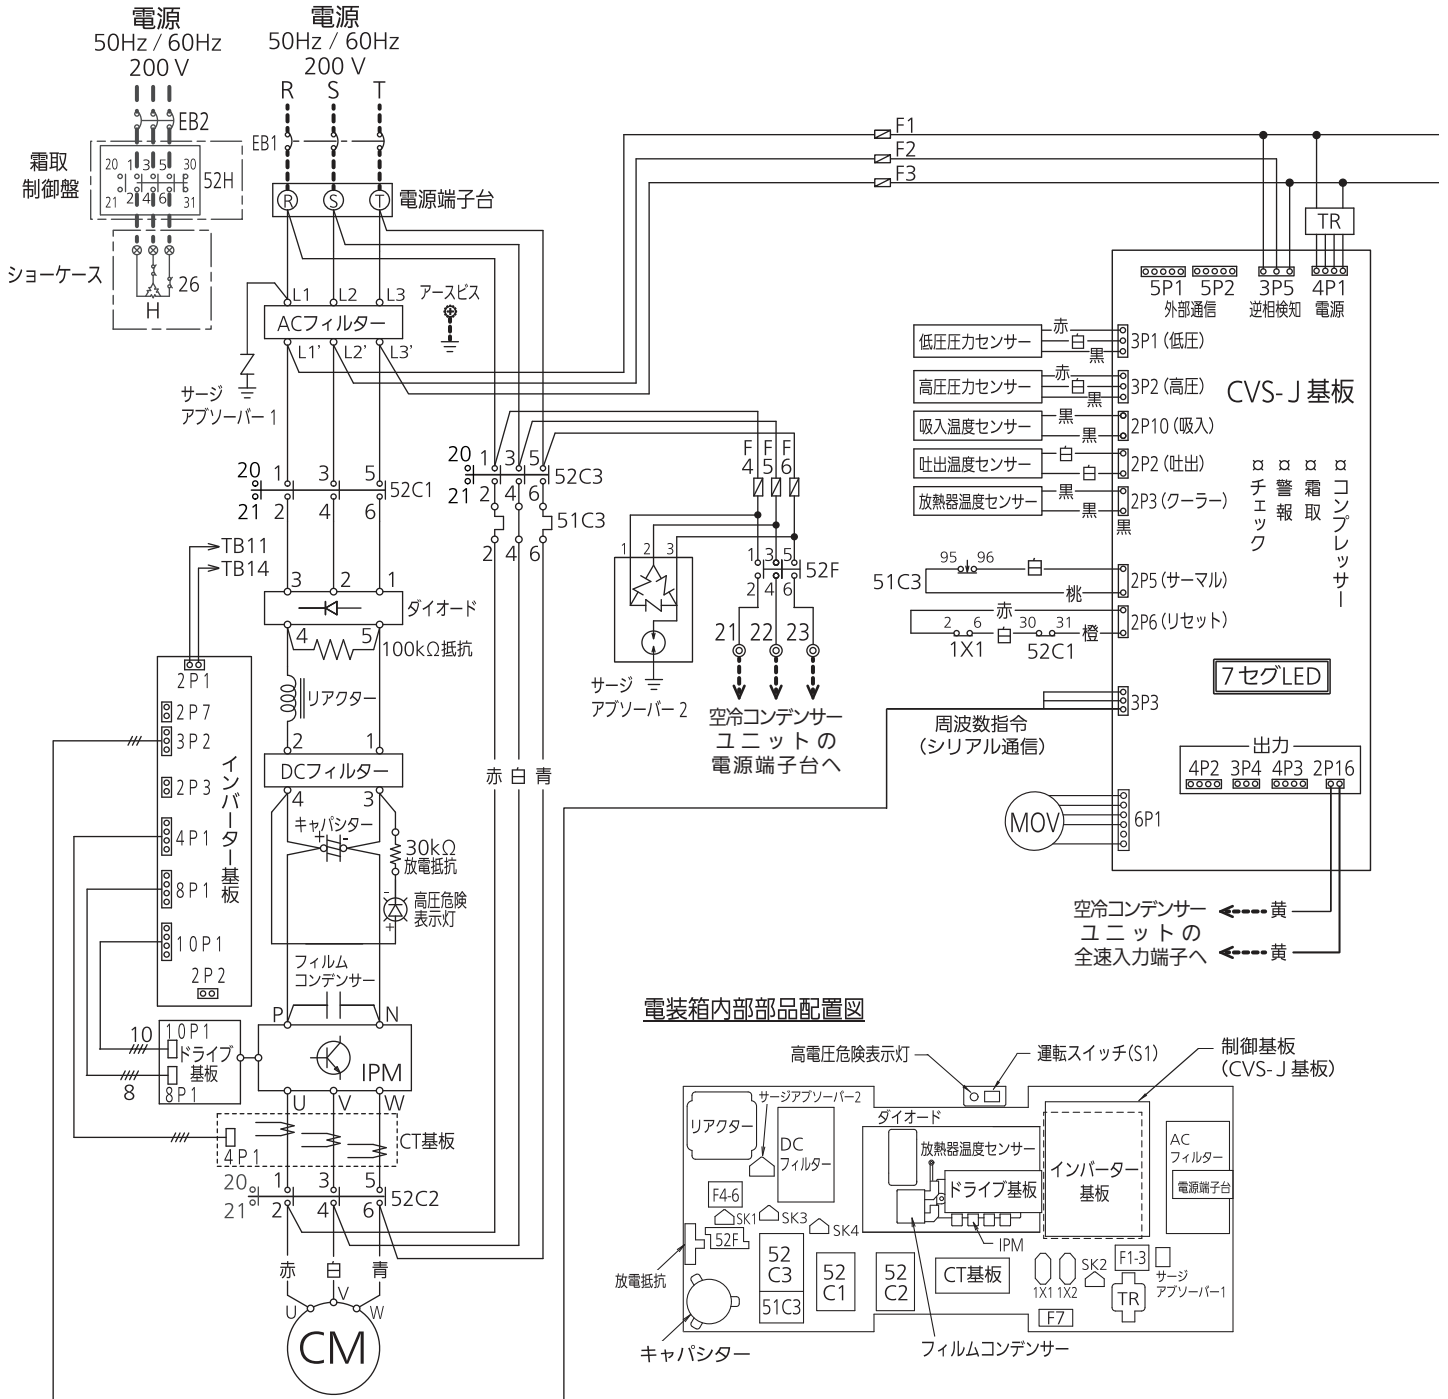 電源
50Hz / 60Hz
200 V
電源
50Hz / 60Hz
200 V
R S T
EB2
EB1
霜取
制御盤
20 1 3 5 30
52H
21 2 4 6 31
R S T
電源端子台
ショーケース
26
H
F1
F2
F3
TR
L1 L2 L3
アースビス
ACフィルター
L1' L2' L3'
サージ
アブソーバー 1
5P1 5P2 3P5 4P1
外部通信 逆相検知 電源
低圧圧力センサー
赤
白
黒
3P1 (低圧)
高圧圧力センサー
赤
白
黒
3P2 (高圧)
CVS-J 基板
吸入温度センサー
黒
黒
2P10 (吸入)
吐出温度センサー
白
白
2P2 (吐出)
放熱器温度センサー
黒
黒
2P3 (クーラー)
黒
チェック
警報
霜取
コンプレッサー
20 1 3 5
52C1
21 2 4 6
20 1 3 5
52C3
21 2 4 6
51C3
2 4 6
F4 F5 F6
1 2 3
1 3 5
52F
2 4 6
21 22 23
サージ
アブソーバー 2
空冷コンデンサー
ユニットの
電源端子台へ
51C3
95 96
白
桃
2P5 (サーマル)
赤
2 6 白 30 31 橙
1X1 52C1
2P6 (リセット)
7セグLED
周波数指令
(シリアル通信)
3P3
出力
4P2 3P4 4P3 2P16
MOV
6P1
空冷コンデンサー
ユニットの
全速入力端子へ
黄
黄
TB11
TB14
3 2 1
ダイオード
4 5
100kΩ抵抗
リアクター
2 1
DCフィルター
4 3
キャパシター
+ -
30kΩ
放電抵抗
-
高圧危険
表示灯
+
赤 白 青
2P1
2P7
3P2
2P3
4P1
8P1
10P1
2P2
インバーター基板
フィルム
コンデンサー
P N
IPM
10
10P1
ドライブ
基板
8
8P1
U V W
CT基板
4P1
20 1 3 5
52C2
21 2 4 6
赤 白 青
U V W
CM
電装箱内部部品配置図
高電圧危険表示灯
運転スイッチ(S1)
制御基板
(CVS-J 基板)
リアクター
サージアブソーバー2
DC
フィルター
ダイオード
放熱器温度センサー
ドライブ基板
インバーター
基板
AC
フィルター
電源端子台
F4-6
SK1
SK3
SK4
52F
IPM
放電抵抗
52
C3
51C3
52
C1
52
C2
CT基板
1X1 1X2
SK2
F1-3
TR
サージ
アブソーバー1
F7
キャパシター
フィルムコンデンサー